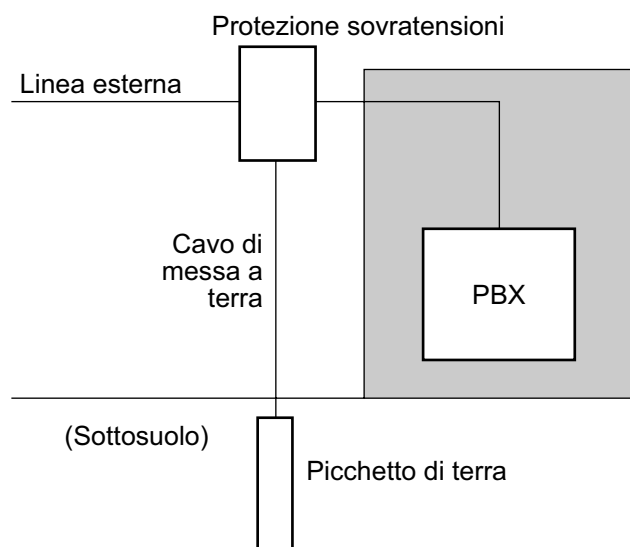 Protezione sovratensioni
Linea esterna
Cavo di
messa a
terra
PBX
(Sottosuolo)
Picchetto di terra